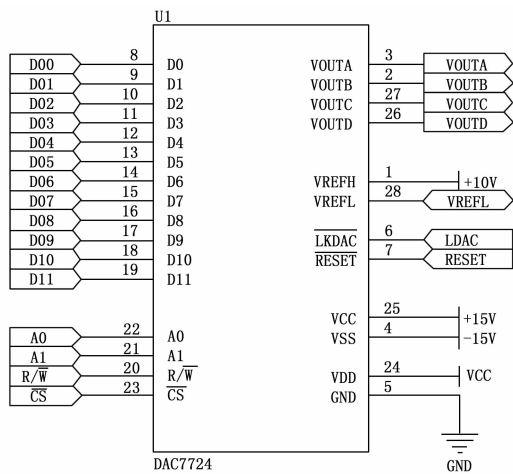 U1
D00 8 D0 VOUTA 3 VOUTA
D01 9 D1 VOUTB 2 VOUTB
D02 10 D2 VOUTC 27 VOUTC
D03 11 D3 VOUTD 26 VOUTD
D04 12 D4
D05 13 D5
D06 14 D6 VREFH 1 +10V
D07 15 D7 VREFL 28 VREFL
D08 16 D8
D09 17 D9 L̅K̅D̅A̅C̅ 6 LDAC
D10 18 D10 R̅E̅S̅E̅T̅ 7 RESET
D11 19 D11
VCC 25 +15V
A0 22 A0 VSS 4 -15V
A1 21 A1
R/W̅ 20 R/W̅ VDD 24 VCC
C̅S̅ 23 C̅S̅ GND 5
DAC7724 GND